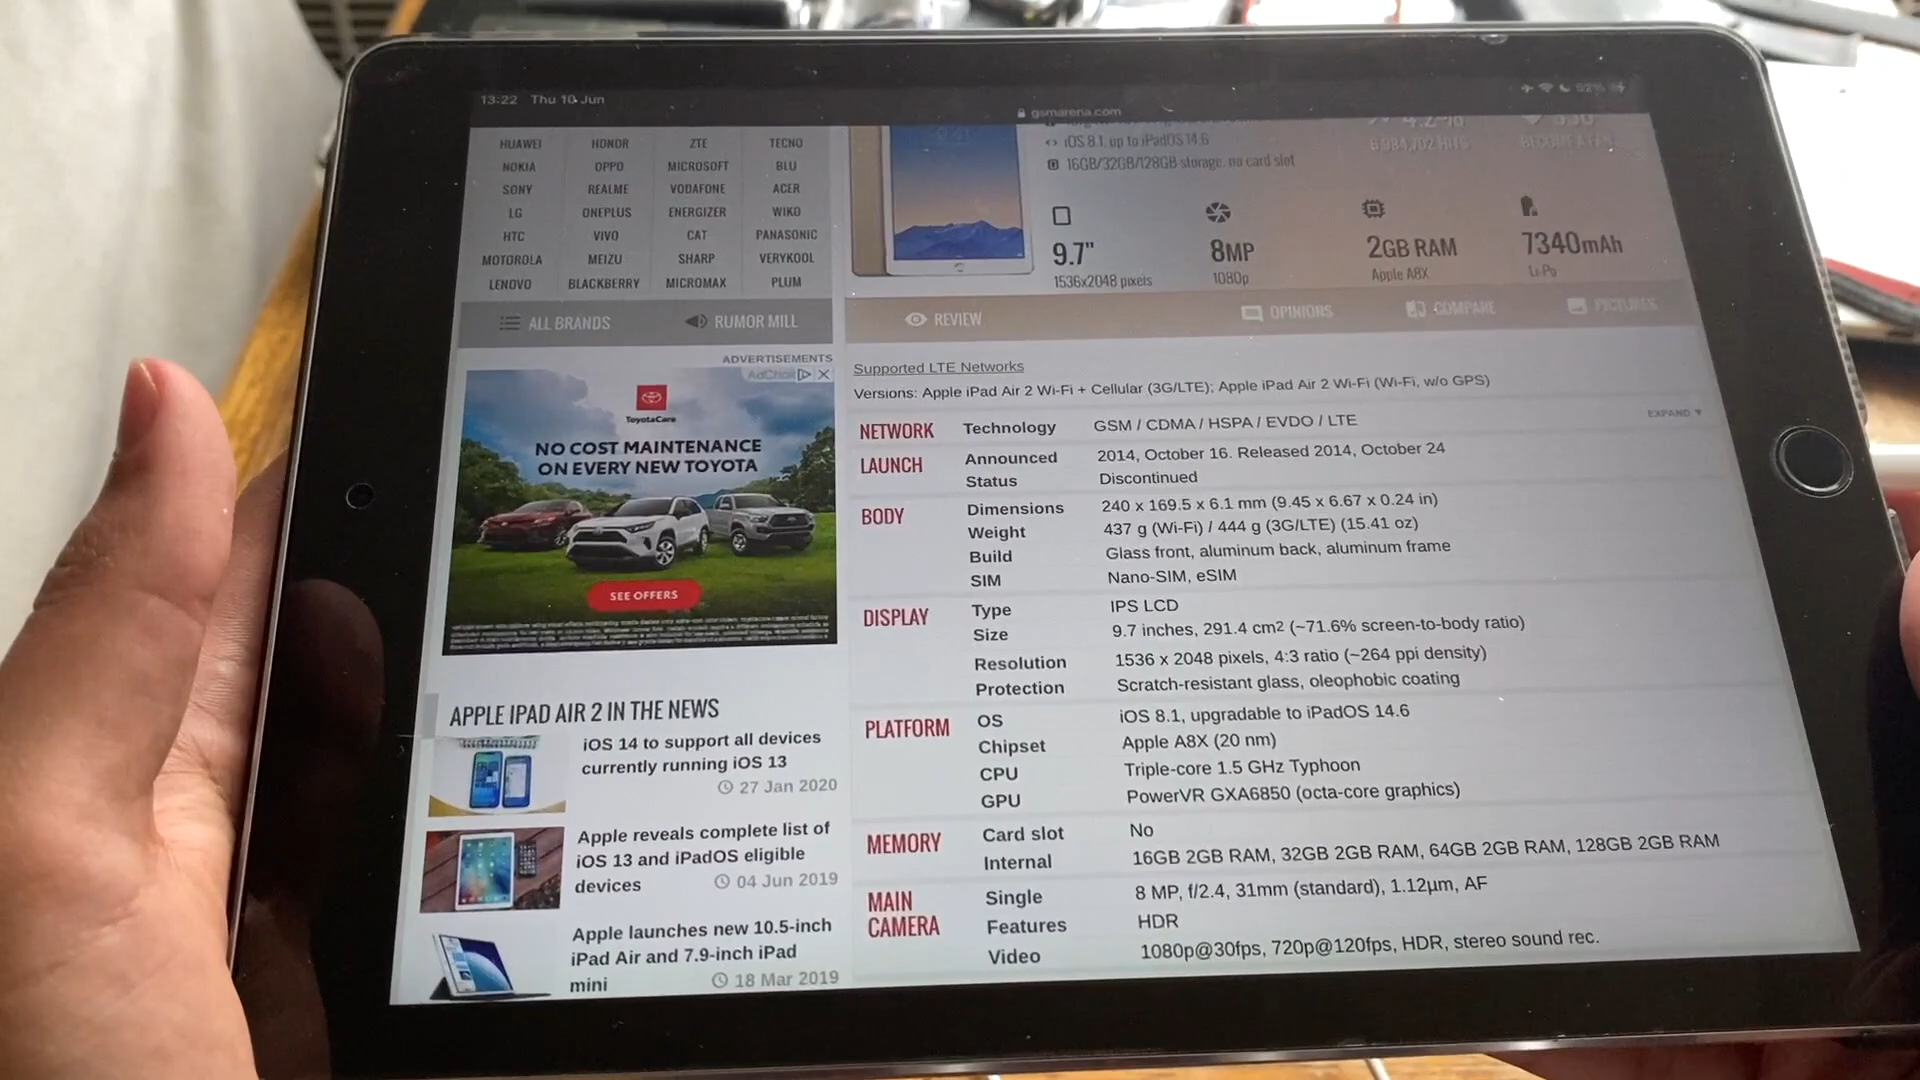 13:22 Thu 10 Jun
gsmarena.com
92%
HUAWEI HONOR ZTE TECNO
NOKIA OPPO MICROSOFT BLU
SONY REALME VODAFONE ACER
LG ONEPLUS ENERGIZER WIKO
HTC VIVO CAT PANASONIC
MOTOROLA MEIZU SHARP VERYKOOL
LENOVO BLACKBERRY MICROMAX PLUM
ALL BRANDS RUMOR MILL
iOS 8.1, up to iPadOS 14.6
16GB/32GB/128GB storage, no card slot
6,984,702 HITS
BECOME A FAN
9.7"
1536x2048 pixels
8MP
1080p
2GB RAM
Apple A8X
7340mAh
Li-Po
REVIEW OPINIONS COMPARE PICTURES
ADVERTISEMENTS
AdChoi
ToyotaCare
NO COST MAINTENANCE
ON EVERY NEW TOYOTA
SEE OFFERS
APPLE IPAD AIR 2 IN THE NEWS
iOS 14 to support all devices
currently running iOS 13
27 Jan 2020
Apple reveals complete list of
iOS 13 and iPadOS eligible
devices
04 Jun 2019
Apple launches new 10.5-inch
iPad Air and 7.9-inch iPad
mini
18 Mar 2019
Supported LTE Networks
Versions: Apple iPad Air 2 Wi-Fi + Cellular (3G/LTE); Apple iPad Air 2 Wi-Fi (Wi-Fi, w/o GPS)
NETWORK Technology GSM / CDMA / HSPA / EVDO / LTE EXPAND ▼
LAUNCH Announced 2014, October 16. Released 2014, October 24
Status Discontinued
BODY Dimensions 240 x 169.5 x 6.1 mm (9.45 x 6.67 x 0.24 in)
Weight 437 g (Wi-Fi) / 444 g (3G/LTE) (15.41 oz)
Build Glass front, aluminum back, aluminum frame
SIM Nano-SIM, eSIM
DISPLAY Type IPS LCD
Size 9.7 inches, 291.4 cm2 (~71.6% screen-to-body ratio)
Resolution 1536 x 2048 pixels, 4:3 ratio (~264 ppi density)
Protection Scratch-resistant glass, oleophobic coating
PLATFORM OS iOS 8.1, upgradable to iPadOS 14.6
Chipset Apple A8X (20 nm)
CPU Triple-core 1.5 GHz Typhoon
GPU PowerVR GXA6850 (octa-core graphics)
MEMORY Card slot No
Internal 16GB 2GB RAM, 32GB 2GB RAM, 64GB 2GB RAM, 128GB 2GB RAM
MAIN CAMERA Single 8 MP, f/2.4, 31mm (standard), 1.12µm, AF
Features HDR
Video 1080p@30fps, 720p@120fps, HDR, stereo sound rec.